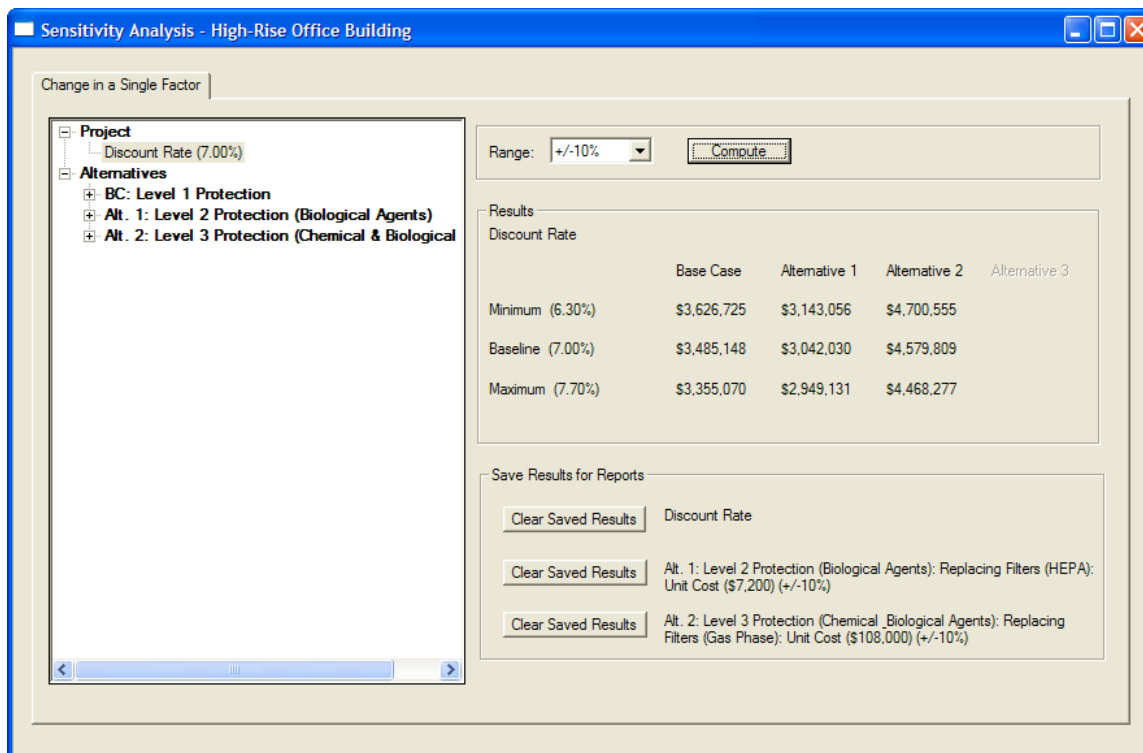 Sensitivity Analysis - High-Rise Office Building
Change in a Single Factor
Project
Discount Rate (7.00%)
Alternatives
BC: Level 1 Protection
Alt. 1: Level 2 Protection (Biological Agents)
Alt. 2: Level 3 Protection (Chemical & Biological
Range: +/-10% Compute
Results
Discount Rate
Base Case Alternative 1 Alternative 2 Alternative 3
Minimum (6.30%) $3,626,725 $3,143,056 $4,700,555
Baseline (7.00%) $3,485,148 $3,042,030 $4,579,809
Maximum (7.70%) $3,355,070 $2,949,131 $4,468,277
Save Results for Reports
Clear Saved Results Discount Rate
Clear Saved Results Alt. 1: Level 2 Protection (Biological Agents): Replacing Filters (HEPA):
Unit Cost ($7,200) (+/-10%)
Clear Saved Results Alt. 2: Level 3 Protection (Chemical _Biological Agents): Replacing
Filters (Gas Phase): Unit Cost ($108,000) (+/-10%)